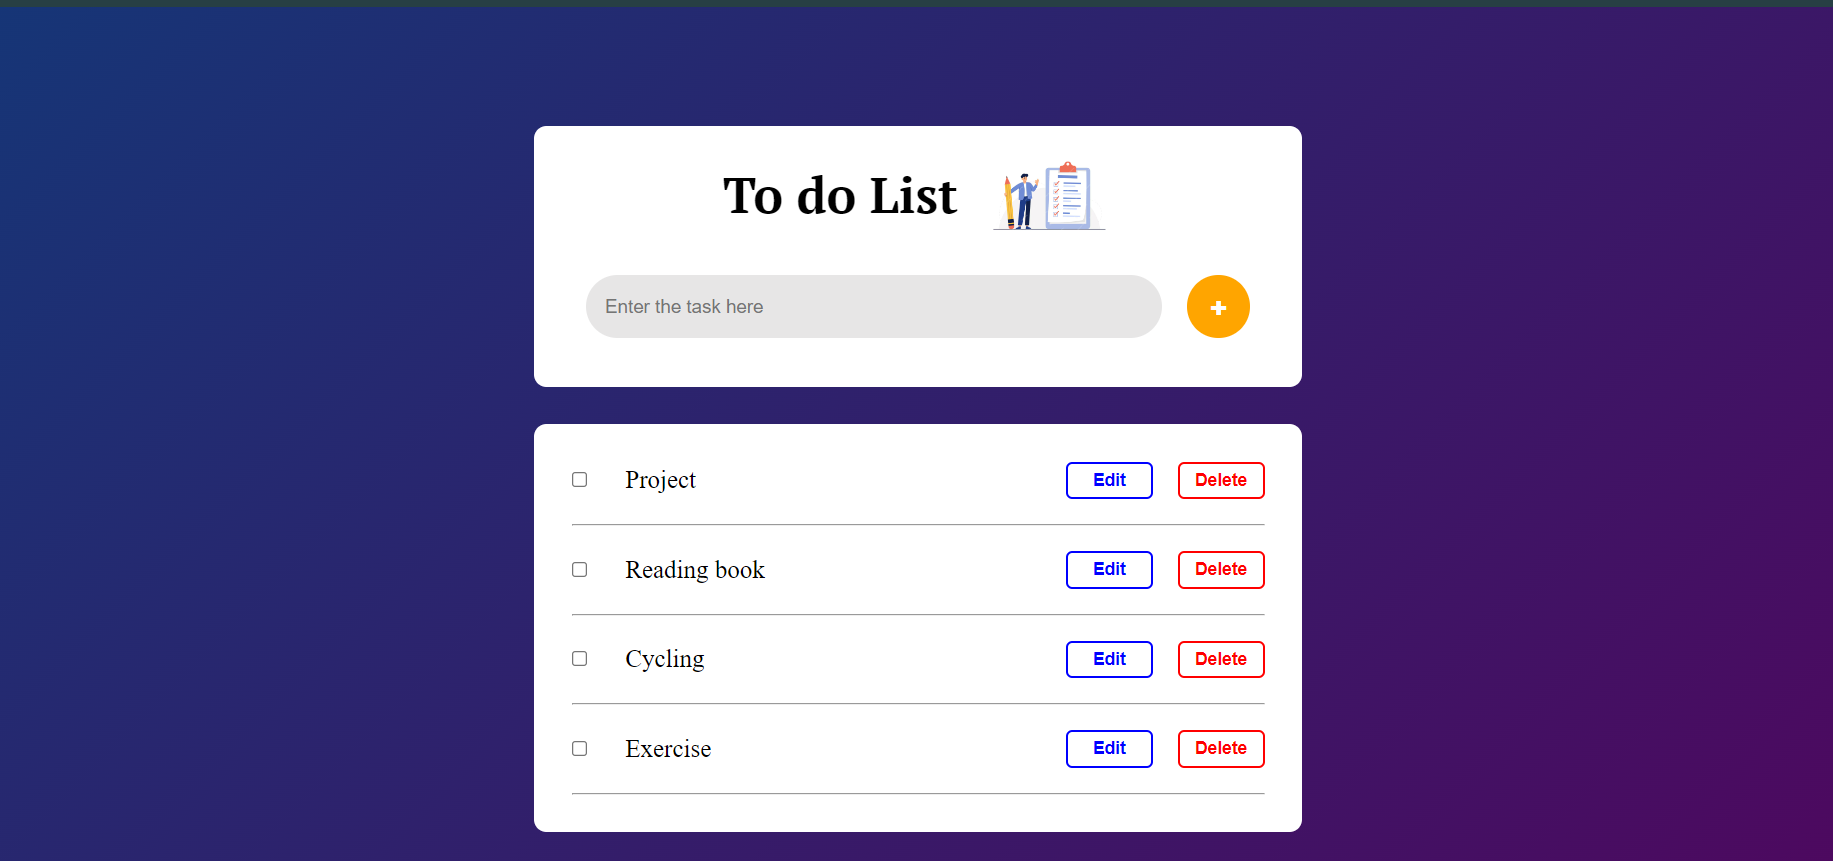 To do List
Enter the task here
+
Project Edit Delete
Reading book Edit Delete
Cycling Edit Delete
Exercise Edit Delete